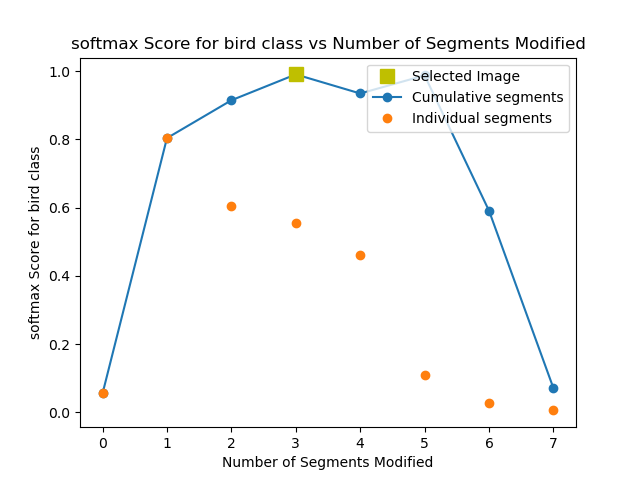 softmax Score for bird class vs Number of Segments Modified
Selected Image
Cumulative segments
Individual segments
softmax Score for bird class
1.0
0.8
0.6
0.4
0.2
0.0
0 1 2 3 4 5 6 7
Number of Segments Modified